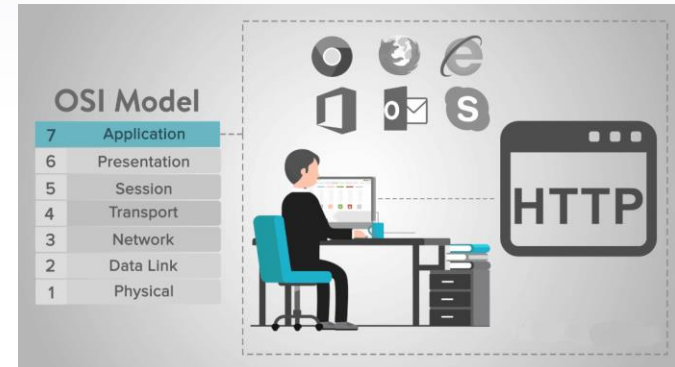 OSI Model
7 Application
6 Presentation
5 Session
4 Transport
3 Network
2 Data Link
1 Physical
HTTP